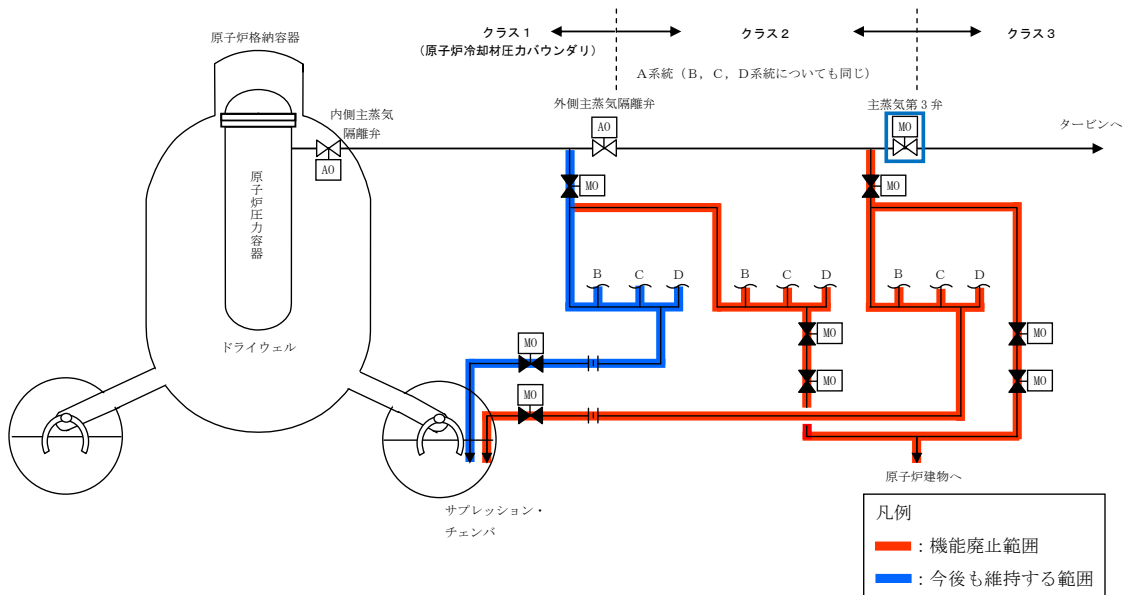 クラス１
クラス２
クラス３
原子炉格納容器
（原子炉冷却材圧力バウンダリ）
A系統（B，C，D系統についても同じ）
外側主蒸気隔離弁
主蒸気第３弁
内側主蒸気
隔離弁
AO
MO
タービンへ
AO
MO
MO
原子炉圧力容器
B
C
D
B
C
D
B
C
D
MO
MO
MO
ドライウェル
MO
MO
MO
原子炉建物へ
サプレッション・
チェンバ
凡例
：機能廃止範囲
：今後も維持する範囲